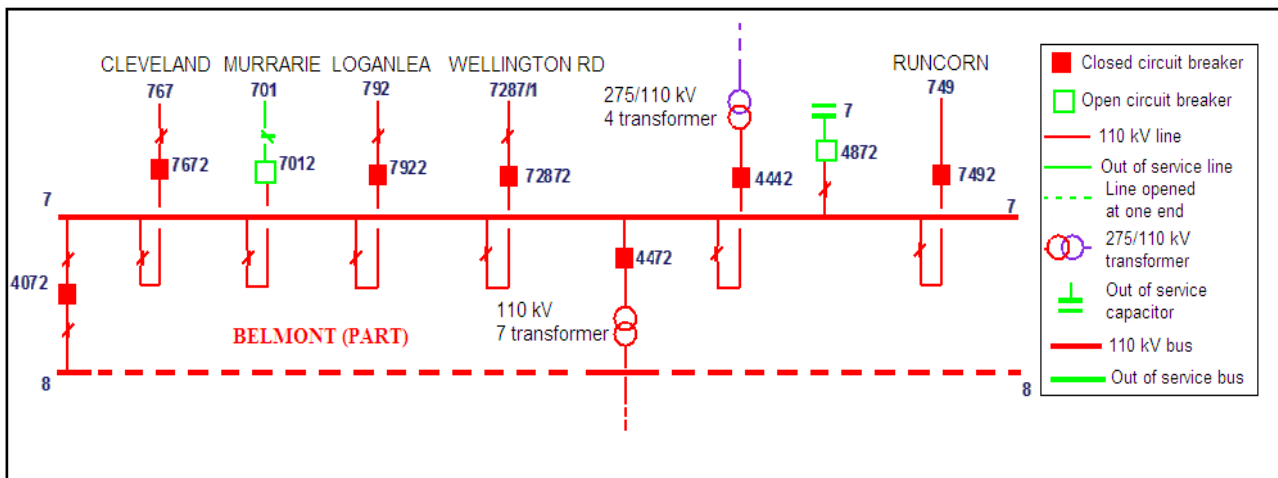 CLEVELAND MURRARIE LOGANLEA WELLINGTON RD RUNCORN
767 701 792 7287/1 749
275/110 kV
4 transformer
7
7672 7012 7922 72872 4442 4872 7492
7 7
4072
4472
110 kV
7 transformer
BELMONT (PART)
8 8
Closed circuit breaker
Open circuit breaker
110 kV line
Out of service line
Line opened
at one end
275/110 kV
transformer
Out of service
capacitor
110 kV bus
Out of service bus